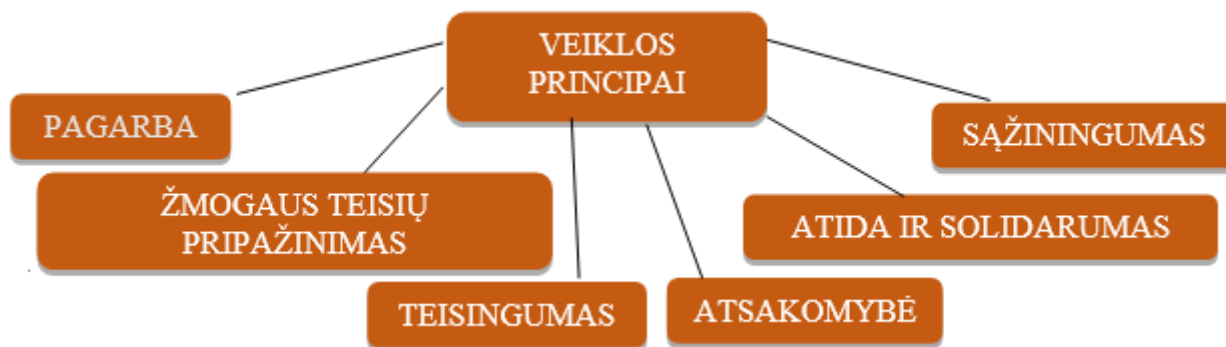 VEIKLOS
PRINCIPAI
PAGARBA
SĄŽININGUMAS
ŽMOGAUS TEISIŲ
PRIPAŽINIMAS
ATIDA IR SOLIDARUMAS
TEISINGUMAS
ATSAKOMYBĖ